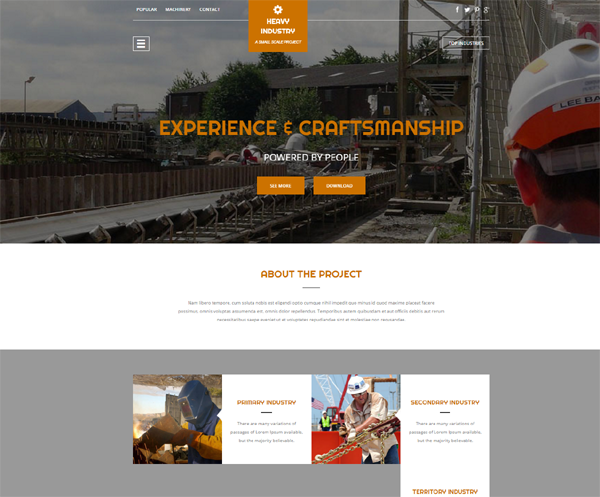 POPULAR MACHINERY CONTACT
HEAVY
INDUSTRY
A SMALL SCALE PROJECT
TOP INDUSTRIES
LEE BA
EXPERIENCE & CRAFTSMANSHIP
POWERED BY PEOPLE
SEE MORE DOWNLOAD
ABOUT THE PROJECT
Nam libero tempore, cum soluta nobis est eligendi optio cumque nihil impedit quo minus id quod maxime placeat facere
possimus, omnis voluptas assumenda est, omnis dolor repellendus. Temporibus autem quibusdam et aut officiis debitis aut rerum
necessitatibus saepe eveniet ut et voluptates repudiandae sint et molestiae non recusandae.
PRIMARY INDUSTRY
There are many variations of
passages of Lorem Ipsum available,
but the majority believable.
SECONDARY INDUSTRY
There are many variations of
passages of Lorem Ipsum available,
but the majority believable.
TERRITORY INDUSTRY